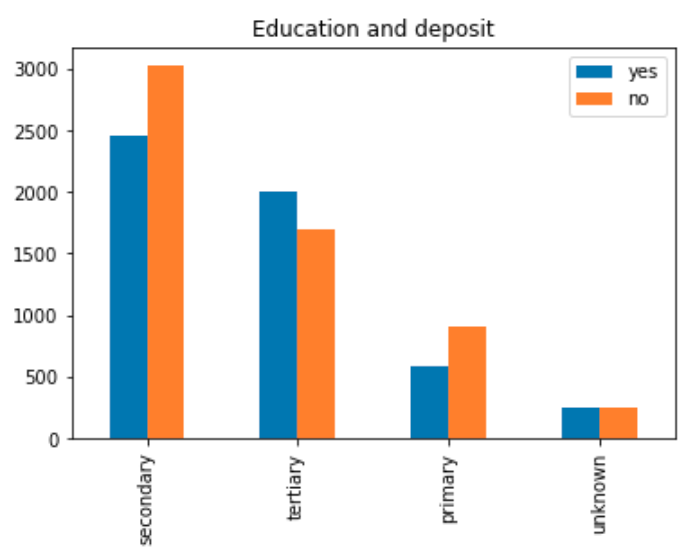 Education and deposit
yes
no
3000
2500
2000
1500
1000
500
0
secondary
tertiary
primary
unknown